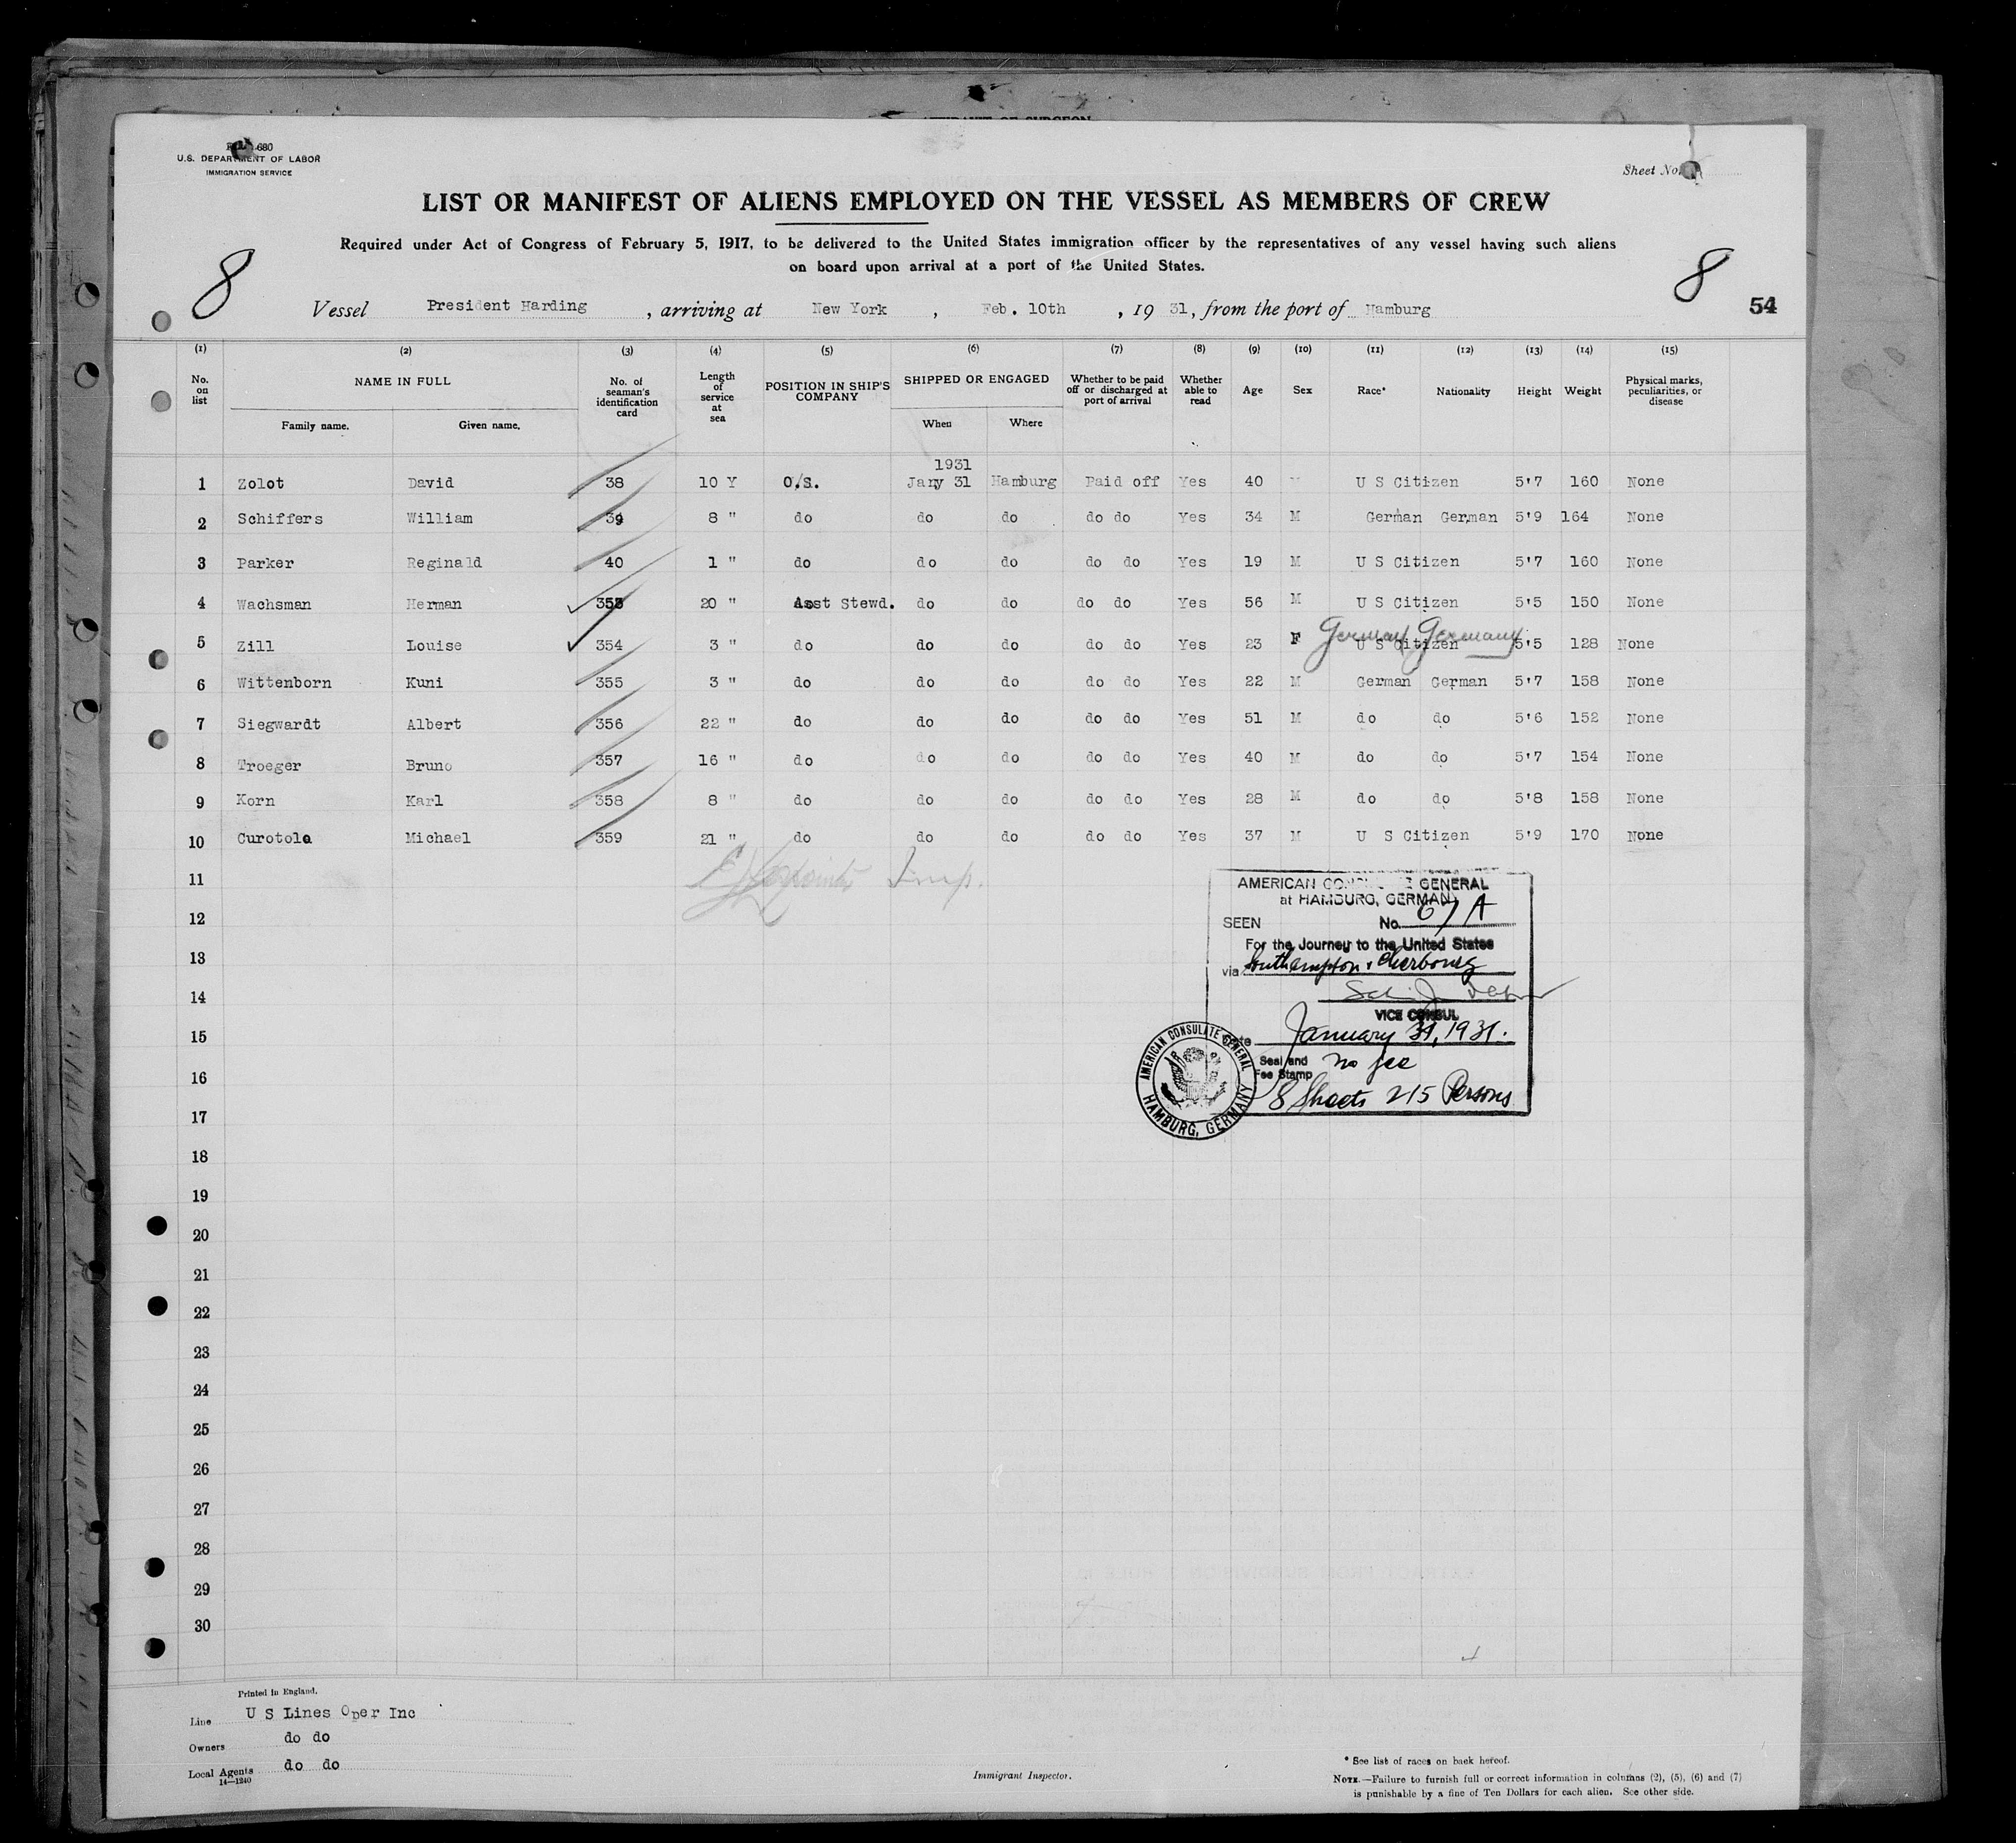 AFFIDAVIT OF SURGEON
680
U.S. DEPARTMENT OF LABOR
IMMIGRATION SERVICE
Sheet No.
LIST OR MANIFEST OF ALIENS EMPLOYED ON THE VESSEL AS MEMBERS OF CREW
Required under Act of Congress of February 5, 1917, to be delivered to the United States immigration officer by the representatives of any vessel having such aliens
on board upon arrival at a port of the United States.
8 8
Vessel President Harding , arriving at New York , Feb. 10th , 19 31, from the port of Hamburg 54
(1) (2) (3) (4) (5) (6) (7) (8) (9) (10) (11) (12) (13) (14) (15)
No. on list NAME IN FULL Family name. Given name. No. of seaman's identification card Length of service at sea POSITION IN SHIP'S COMPANY SHIPPED OR ENGAGED When Where Whether to be paid off or discharged at port of arrival Whether able to read Age Sex Race* Nationality Height Weight Physical marks, peculiarities, or disease
1931
1 Zolot David 38 10 Y O/S. Jany 31 Hamburg Paid off Yes 40 M U S Citizen 5'7 160 None
2 Schiffers William 39 8 " do do do do do Yes 34 M German German 5'9 164 None
3 Parker Reginald 40 1 " do do do do do Yes 19 M U S Citizen 5'7 160 None
4 Wachsman Herman 353 20 " Asst Stewd. do do do do Yes 56 M U S Citizen 5'5 150 None
Germany Germany
5 Zill Louise 354 3 " do do do do do Yes 23 F U S Citizen 5'5 128 None
6 Wittenborn Kuni 355 3 " do do do do do Yes 22 M German German 5'7 158 None
7 Siegwardt Albert 356 22 " do do do do do Yes 51 M do do 5'6 152 None
8 Troeger Bruno 357 16 " do do do do do Yes 40 M do do 5'7 154 None
9 Korn Karl 358 8 " do do do do do Yes 28 M do do 5'8 158 None
10 Curotolo Michael 359 21 " do do do do do Yes 37 M U S Citizen 5'9 170 None
11
12
13
14
15
16
17
18
19
20
21
22
23
24
25
26
27
28
29
30
AMERICAN CONSULATE GENERAL
at HAMBURG, GERMANY
SEEN No. 67A
For the Journey to the United States
via Southampton & Cherbourg
VICE CONSUL
Date January 31, 1931.
Seal and
Fee Stamp no fee
8 Sheets 215 Persons
AMERICAN CONSULATE GENERAL
HAMBURG, GERMANY
Printed in England.
Line U S Lines Oper Inc
Owners do do
Local Agents do do
14—1240
Immigrant Inspector.
* See list of races on back hereof.
NOTE.—Failure to furnish full or correct information in columns (2), (5), (6) and (7)
is punishable by a fine of Ten Dollars for each alien. See other side.